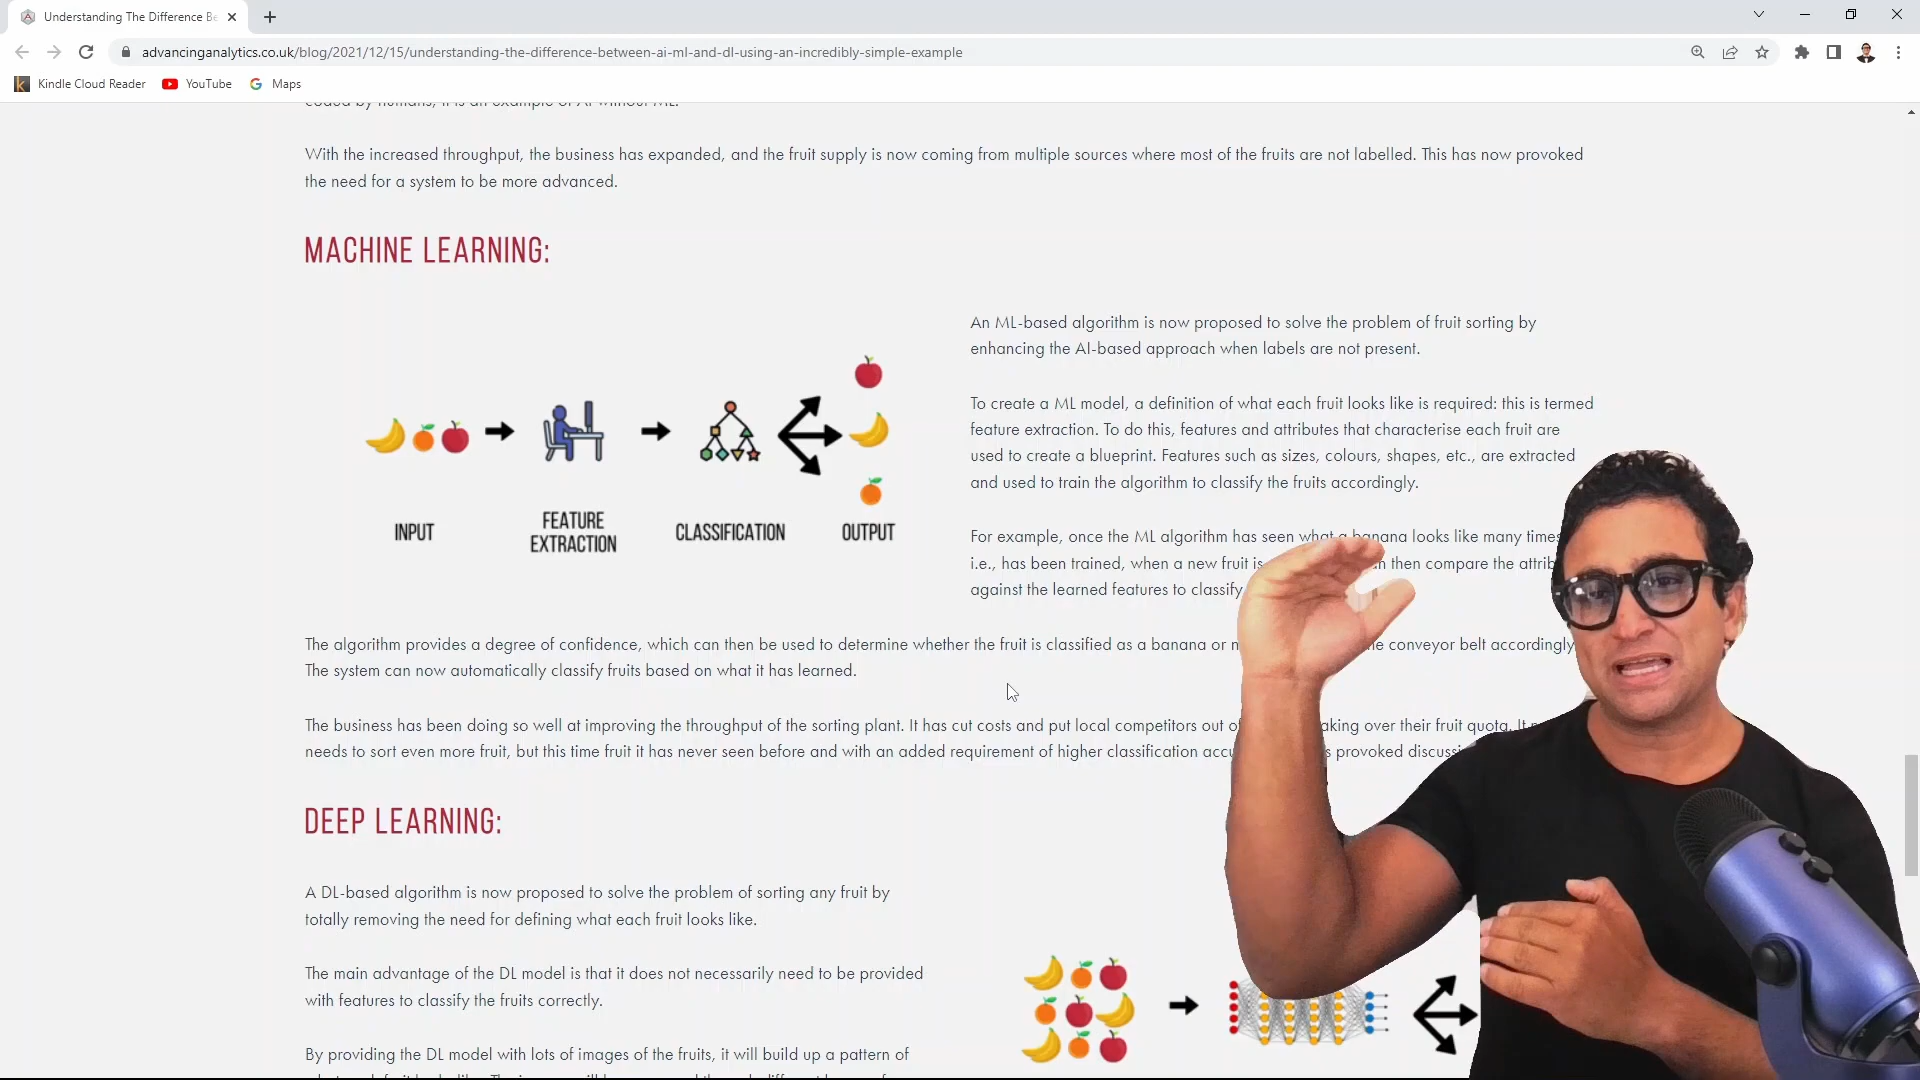 Understanding The Difference Be
advancinganalytics.co.uk/blog/2021/12/15/understanding-the-difference-between-ai-ml-and-dl-using-an-incredibly-simple-example
Kindle Cloud Reader YouTube Maps
coded by humans, it is an example of AI without ML.
With the increased throughput, the business has expanded, and the fruit supply is now coming from multiple sources where most of the fruits are not labelled. This has now provoked
the need for a system to be more advanced.
MACHINE LEARNING:
INPUT
FEATURE
EXTRACTION
CLASSIFICATION
OUTPUT
An ML-based algorithm is now proposed to solve the problem of fruit sorting by
enhancing the AI-based approach when labels are not present.
To create a ML model, a definition of what each fruit looks like is required: this is termed
feature extraction. To do this, features and attributes that characterise each fruit are
used to create a blueprint. Features such as sizes, colours, shapes, etc., are extracted
and used to train the algorithm to classify the fruits accordingly.
For example, once the ML algorithm has seen what a banana looks like many times
i.e., has been trained, when a new fruit is then compare the attrib
against the learned features to classify
The algorithm provides a degree of confidence, which can then be used to determine whether the fruit is classified as a banana or conveyor belt accordingly
The system can now automatically classify fruits based on what it has learned.
The business has been doing so well at improving the throughput of the sorting plant. It has cut costs and put local competitors out of aking over their fruit quota. It
needs to sort even more fruit, but this time fruit it has never seen before and with an added requirement of higher classification accu provoked discuss
DEEP LEARNING:
A DL-based algorithm is now proposed to solve the problem of sorting any fruit by
totally removing the need for defining what each fruit looks like.
The main advantage of the DL model is that it does not necessarily need to be provided
with features to classify the fruits correctly.
By providing the DL model with lots of images of the fruits, it will build up a pattern of